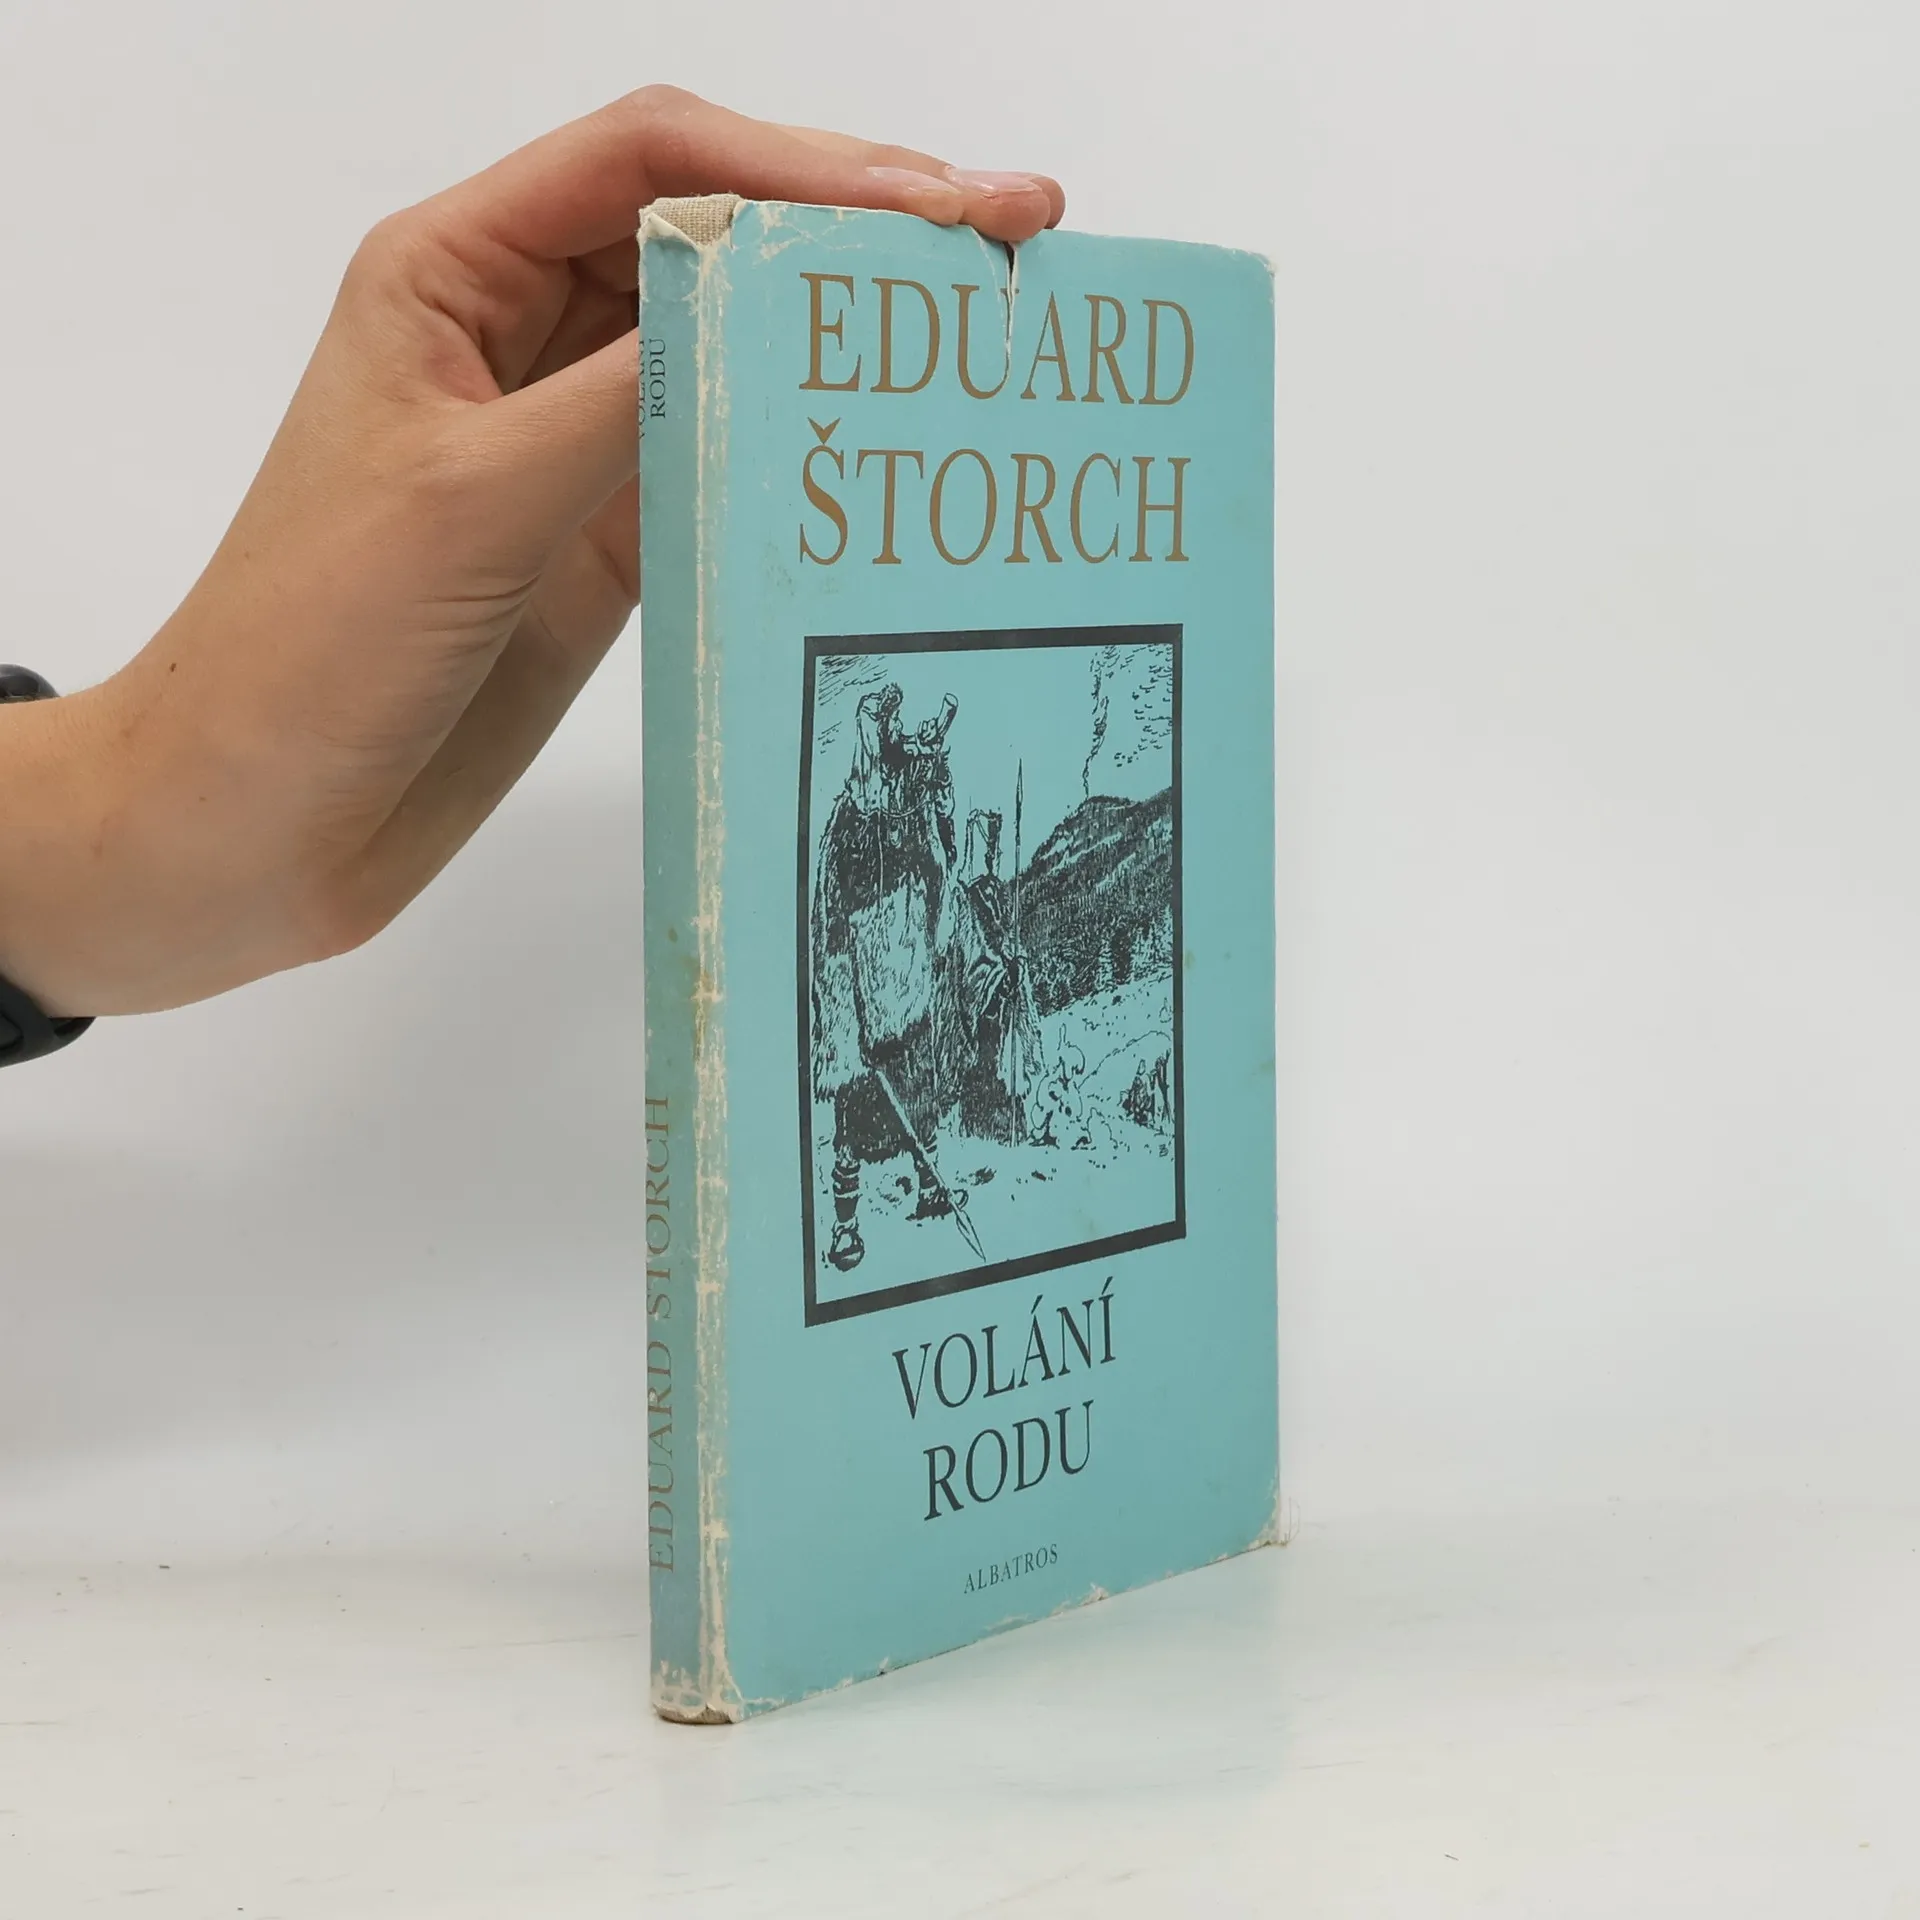 EDUARD
ŠTORCH
VOLÁNÍ
RODU
ALBATROS
VOLÁNÍ
RODU
EDUARD ŠTORCH